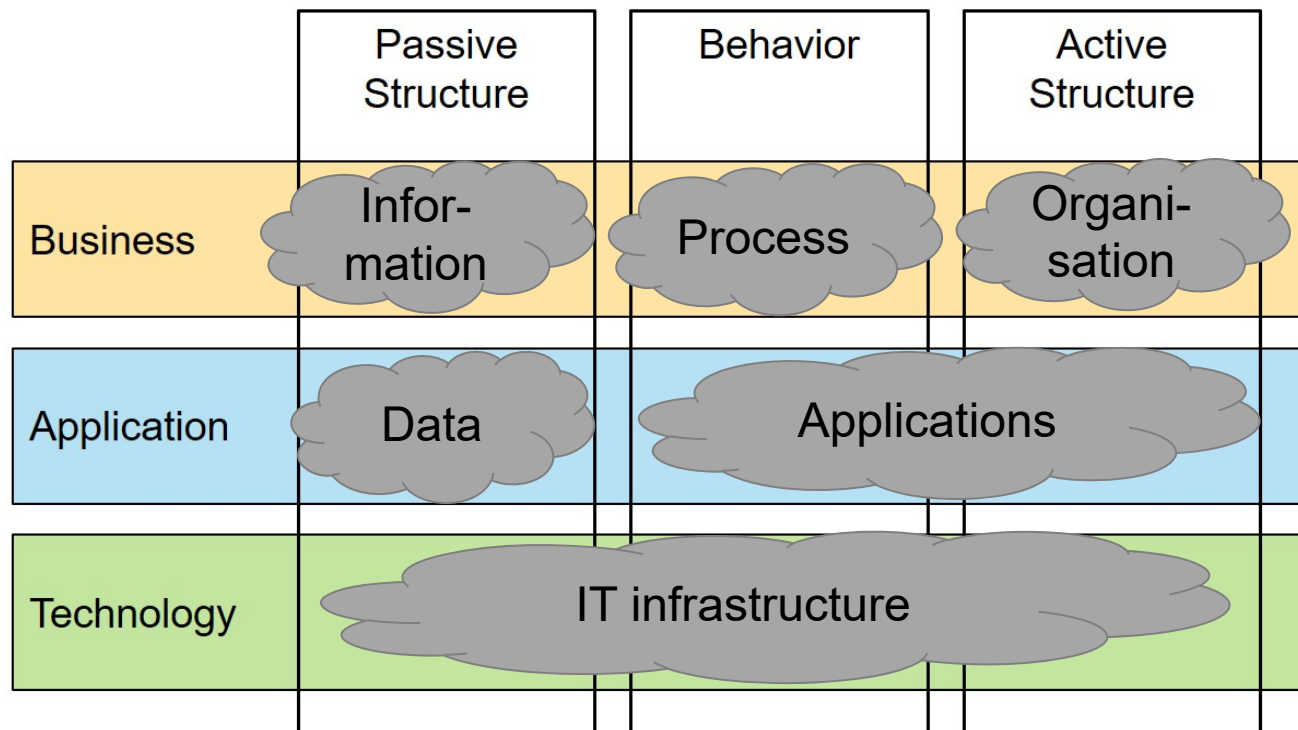 Passive
Structure
Behavior
Active
Structure
Business
Infor-
mation
Process
Organi-
sation
Application
Data
Applications
Technology
IT infrastructure